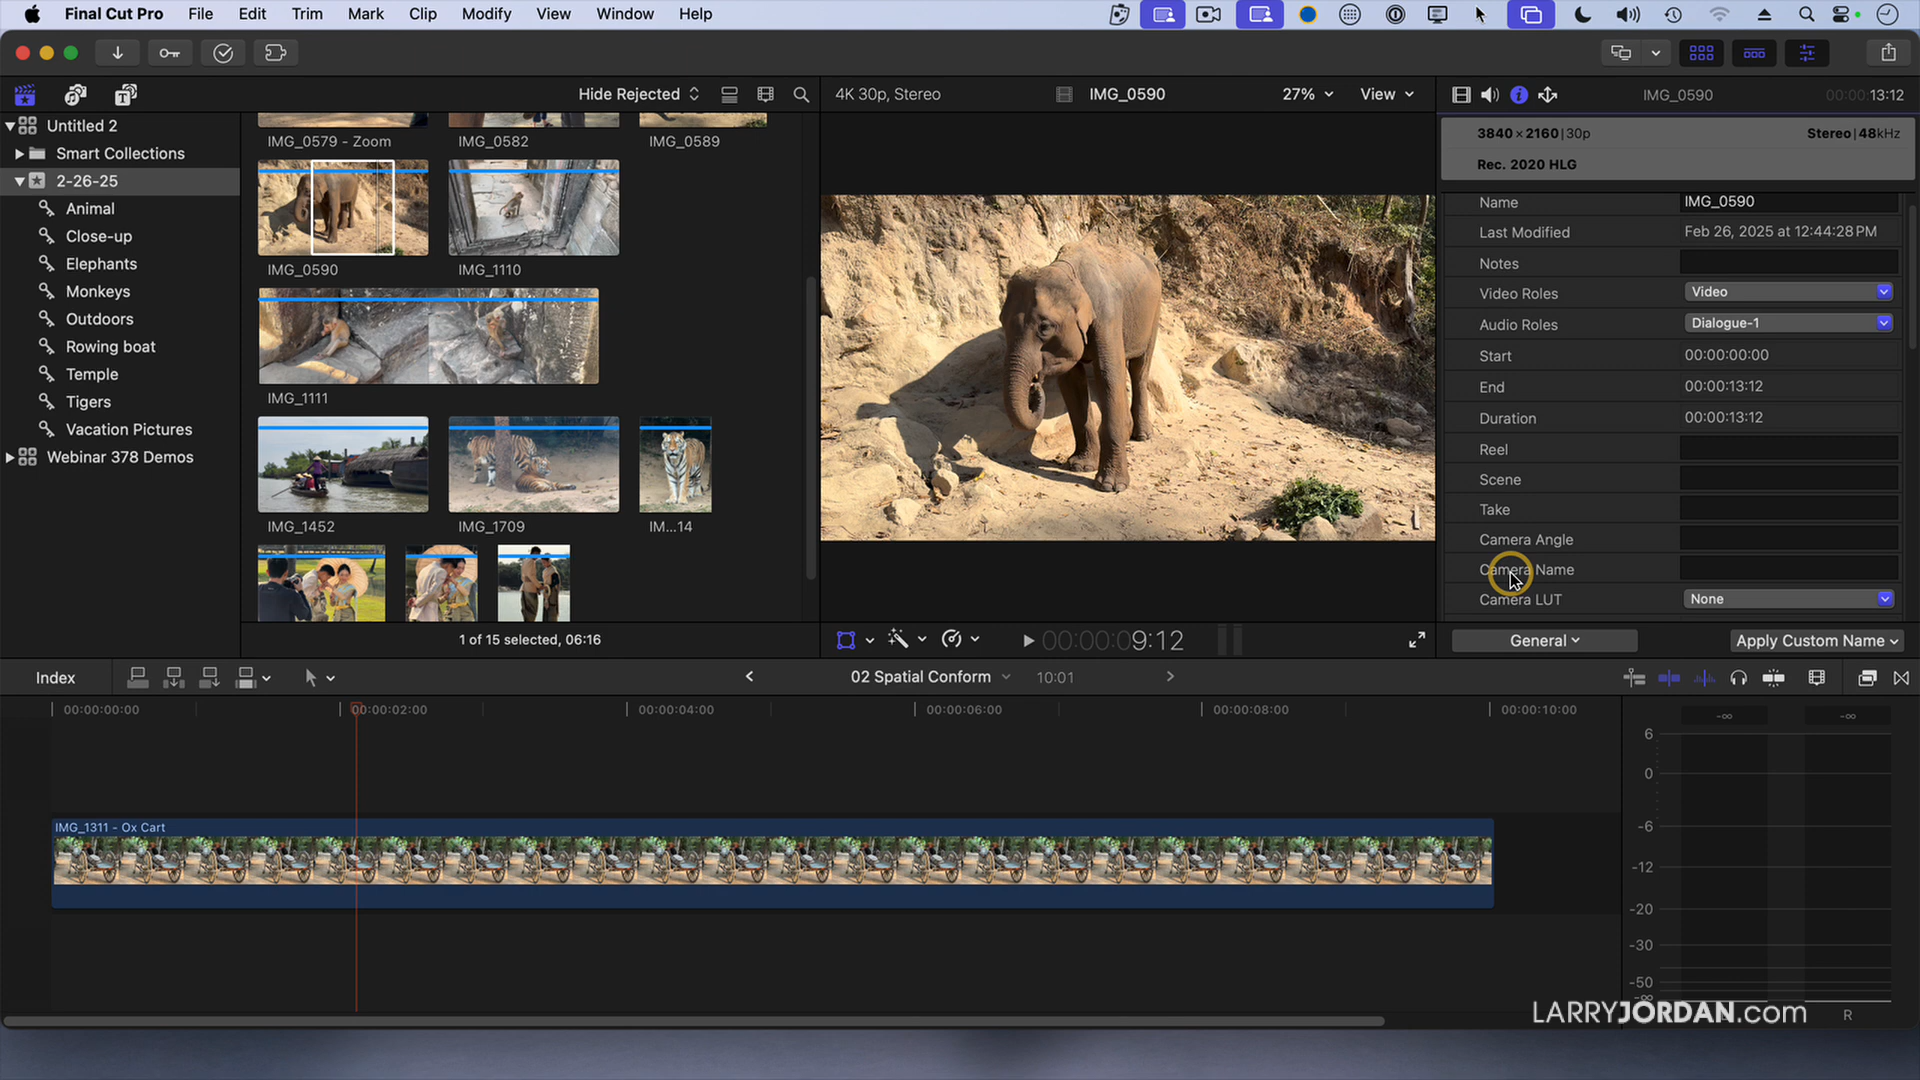 Final Cut Pro File Edit Trim Mark Clip Modify View Window Help
Hide Rejected
4K 30p, Stereo IMG_0590 27% View
IMG_0590 00:00:13:12
Untitled 2
Smart Collections
2-26-25
Animal
Close-up
Elephants
Monkeys
Outdoors
Rowing boat
Temple
Tigers
Vacation Pictures
Webinar 378 Demos
IMG_0579 - Zoom IMG_0582 IMG_0589
IMG_0590 IMG_1110
IMG_1111
IMG_1452 IMG_1709 IM...14
1 of 15 selected, 06:16
00:00:09:12
3840 × 2160 | 30p Stereo | 48kHz
Rec. 2020 HLG
Name IMG_0590
Last Modified Feb 26, 2025 at 12:44:28 PM
Notes
Video Roles Video
Audio Roles Dialogue-1
Start 00:00:00:00
End 00:00:13:12
Duration 00:00:13:12
Reel
Scene
Take
Camera Angle
Camera Name
Camera LUT None
General Apply Custom Name
Index 02 Spatial Conform 10:01
00:00:00:00 00:00:02:00 00:00:04:00 00:00:06:00 00:00:08:00 00:00:10:00
IMG_1311 - Ox Cart
-∞ -∞
6
0
-6
-12
-20
-30
-50
-∞
R
LARRYJORDAN.com